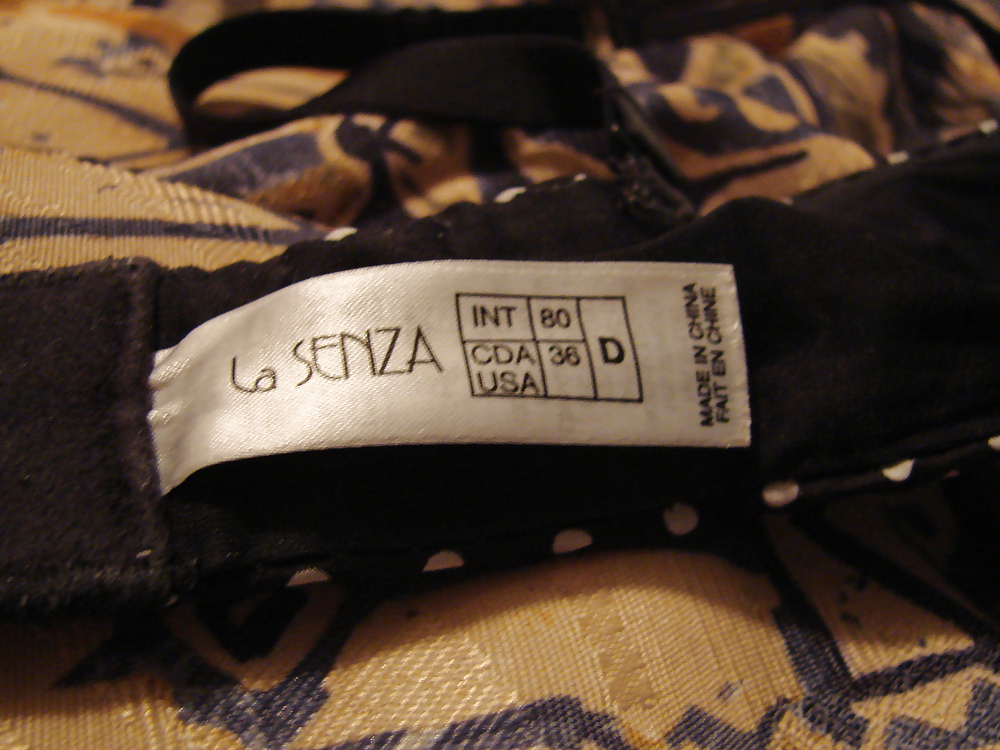 La SENZA
INT 80
CDA 36 D
USA
MADE IN CHINA
FAIT EN CHINE